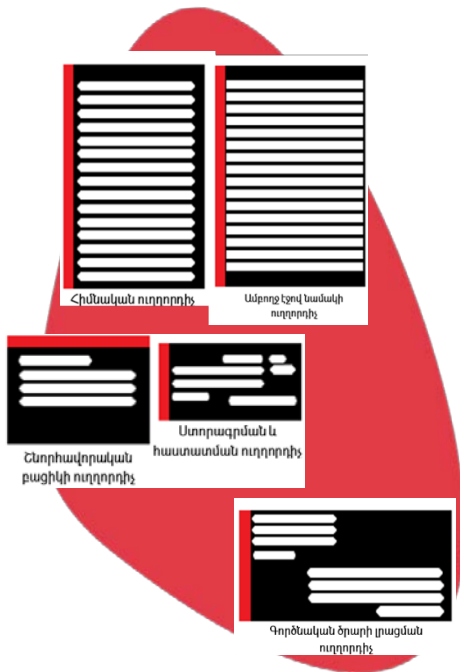 Հիմնական ուղղորդիչ
Ամբողջ էջով նամակի
ուղղորդիչ
Շնորհավորական
բացիկի ուղղորդիչ
Ստորագրման և
հաստատման ուղղորդիչ
Գործնական ծրարի լրացման
ուղղորդիչ